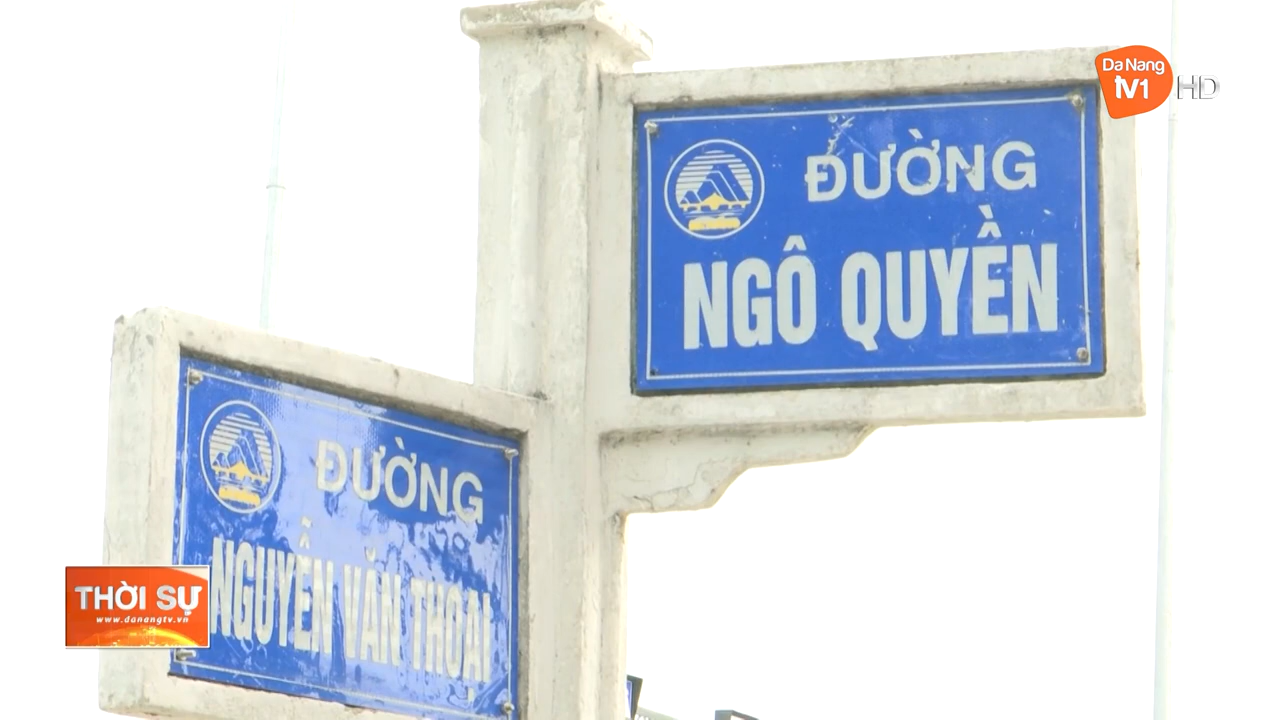 Da Nang
TV1 HD
ĐƯỜNG
NGÔ QUYỀN
ĐƯỜNG
NGUYỄN VĂN THOẠI
THỜI SỰ
www.danangtv.vn